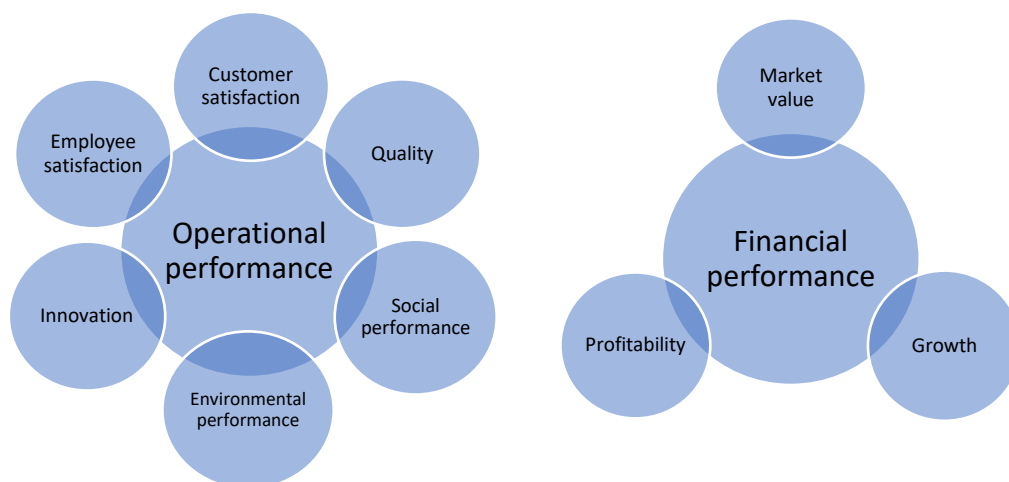 Customer
satisfaction
Employee
satisfaction
Quality
Operational
performance
Innovation
Social
performance
Environmental
performance
Market
value
Financial
performance
Profitability
Growth